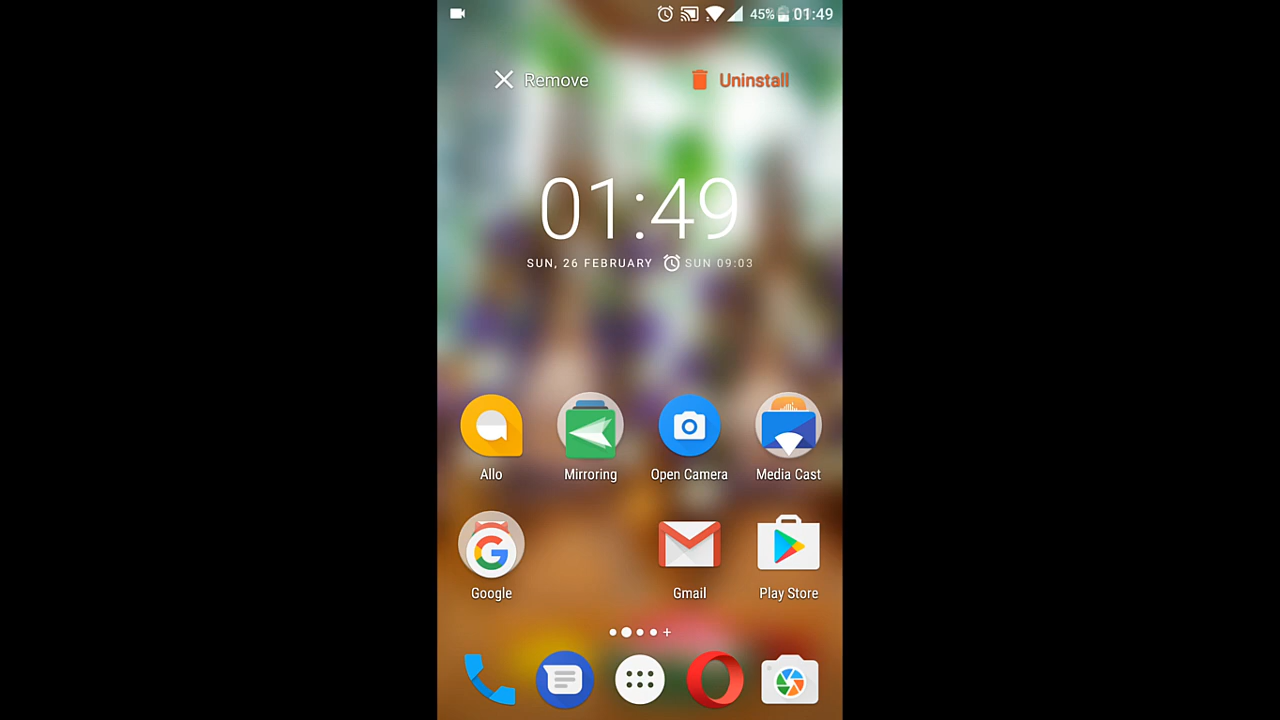 45% 01:49
Remove Uninstall
01:49
SUN, 26 FEBRUARY SUN 09:03
Allo Mirroring Open Camera Media Cast
Google Gmail Play Store